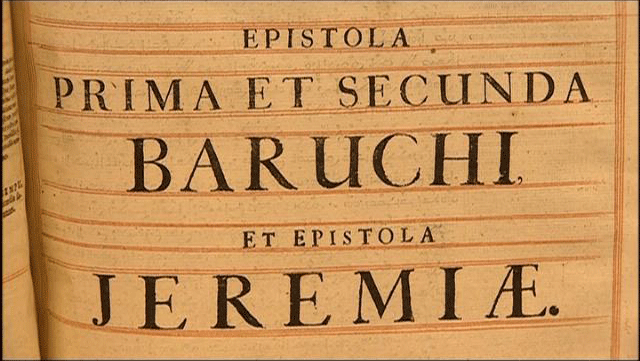 EPISTOLA
PRIMA ET SECUNDA
BARUCHI,
ET EPISTOLA
JEREMIÆ.